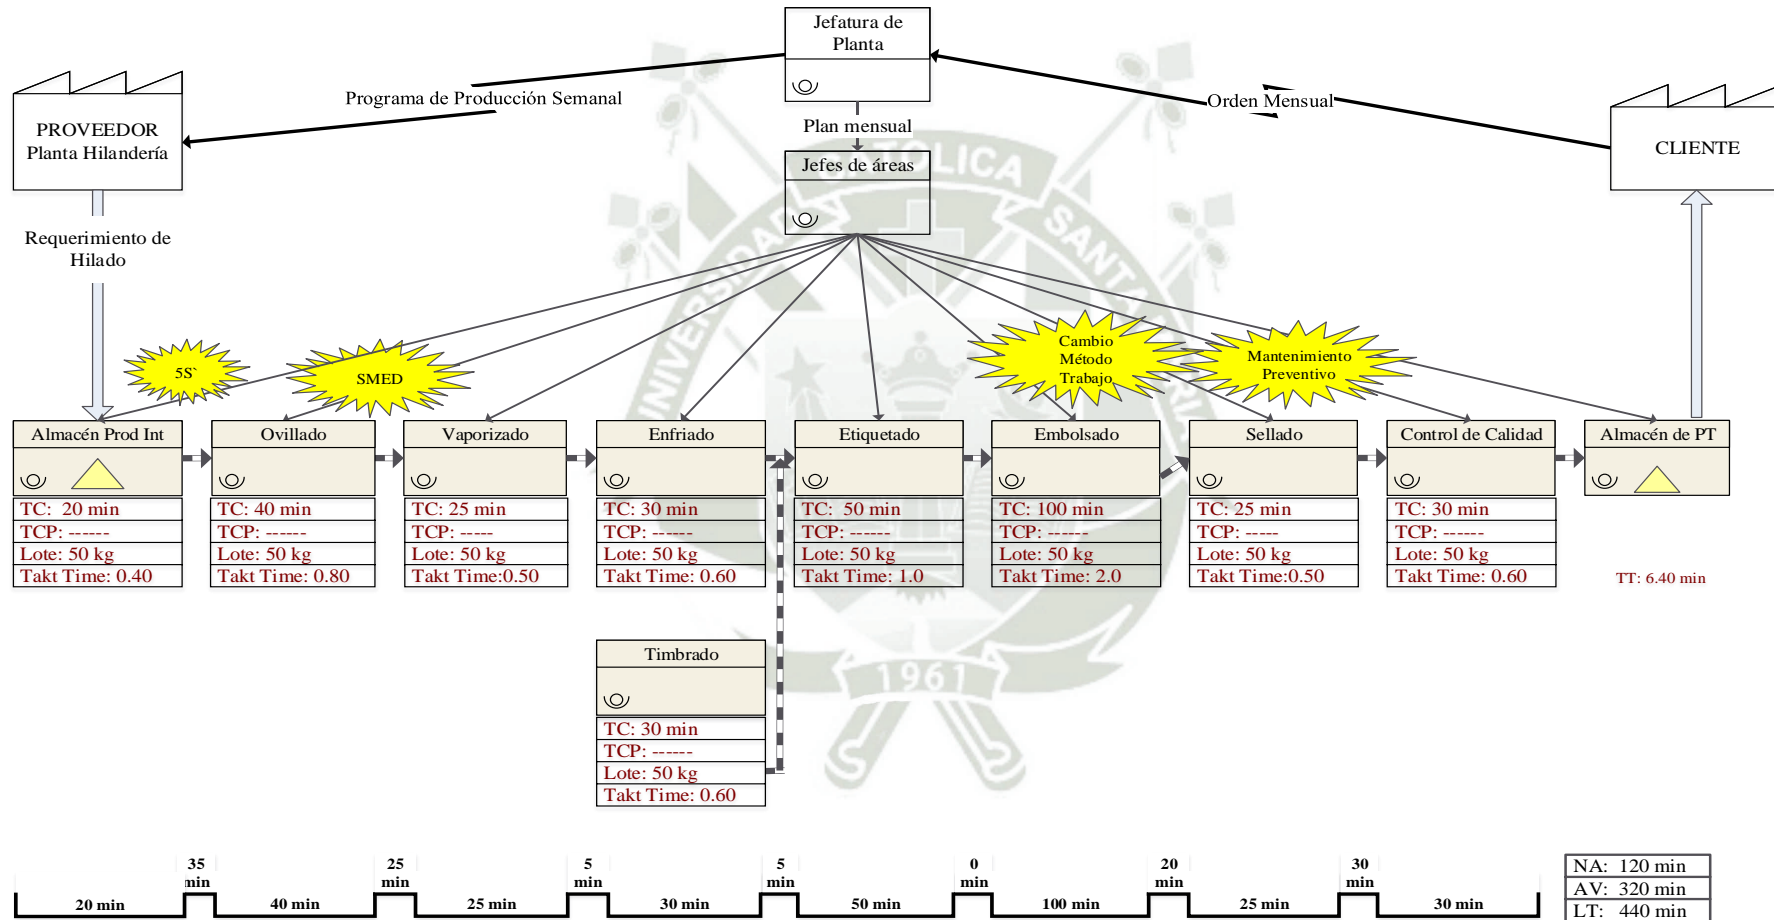 Jefatura de
Planta
Programa de Producción Semanal
Orden Mensual
PROVEEDOR
Planta Hilandería
Plan mensual
CLIENTE
Jefes de áreas
Requerimiento de
Hilado
5S`
SMED
Cambio
Método
Trabajo
Mantenimiento
Preventivo
Almacén Prod Int
TC: 20 min
TCP: ------
Lote: 50 kg
Takt Time: 0.40
Ovillado
TC: 40 min
TCP: ------
Lote: 50 kg
Takt Time: 0.80
Vaporizado
TC: 25 min
TCP: -----
Lote: 50 kg
Takt Time:0.50
Enfriado
TC: 30 min
TCP: ------
Lote: 50 kg
Takt Time: 0.60
Etiquetado
TC: 50 min
TCP: ------
Lote: 50 kg
Takt Time: 1.0
Embolsado
TC: 100 min
TCP: ------
Lote: 50 kg
Takt Time: 2.0
Sellado
TC: 25 min
TCP: -----
Lote: 50 kg
Takt Time:0.50
Control de Calidad
TC: 30 min
TCP: ------
Lote: 50 kg
Takt Time: 0.60
Almacén de PT
TT: 6.40 min
Timbrado
TC: 30 min
TCP: ------
Lote: 50 kg
Takt Time: 0.60
UNIVERSIDAD CATOLICA SANTA MARIA
1961
20 min
35
min
40 min
25
min
25 min
5
min
30 min
5
min
50 min
0
min
100 min
20
min
25 min
30
min
30 min
NA: 120 min
AV: 320 min
LT: 440 min